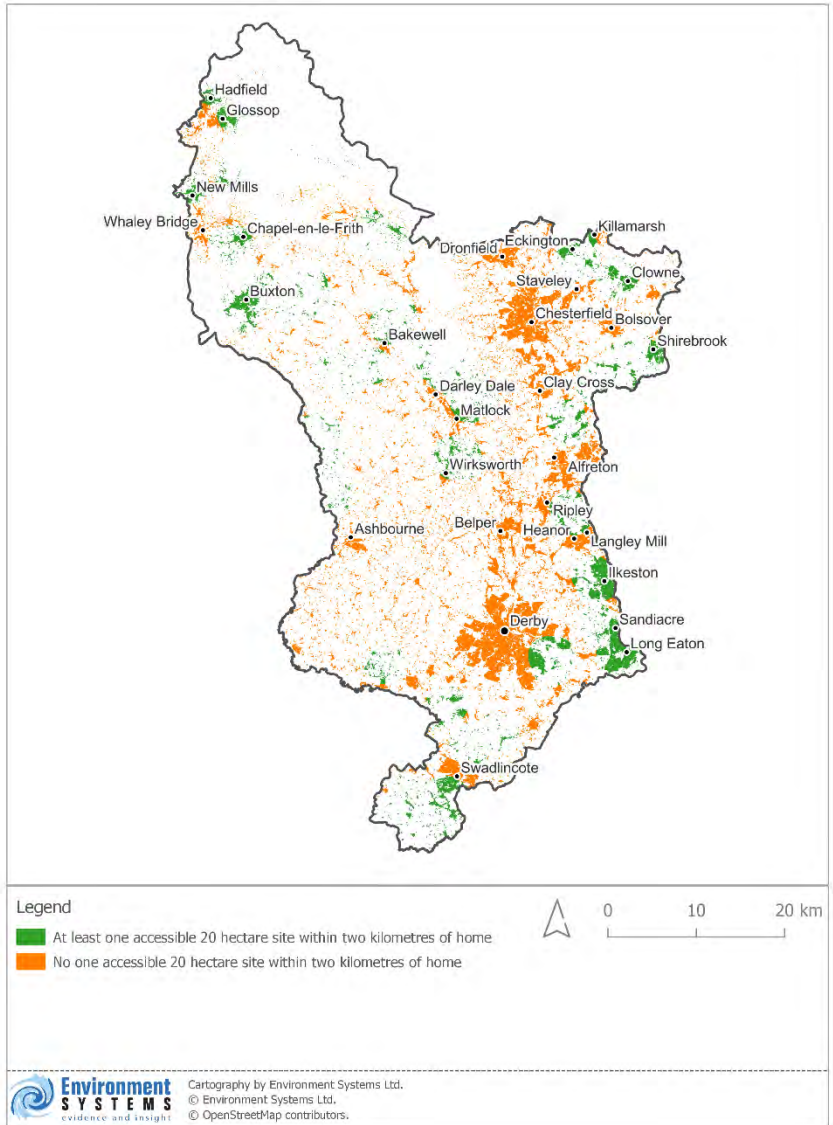 Hadfield
Glossop
New Mills
Whaley Bridge
Chapel-en-le-Frith
Killamarsh
Eckington
Dronfield
Clowne
Staveley
Buxton
Chesterfield
Bolsover
Shirebrook
Bakewell
Darley Dale
Clay Cross
Matlock
Wirksworth
Alfreton
Ripley
Belper
Heanor
Langley Mill
Ashbourne
Ilkeston
Derby
Sandiacre
Long Eaton
Swadlincote
Legend
At least one accessible 20 hectare site within two kilometres of home
No one accessible 20 hectare site within two kilometres of home
0 10 20 km
Environment
SYSTEMS
evidence and insight
Cartography by Environment Systems Ltd.
© Environment Systems Ltd.
© OpenStreetMap contributors.